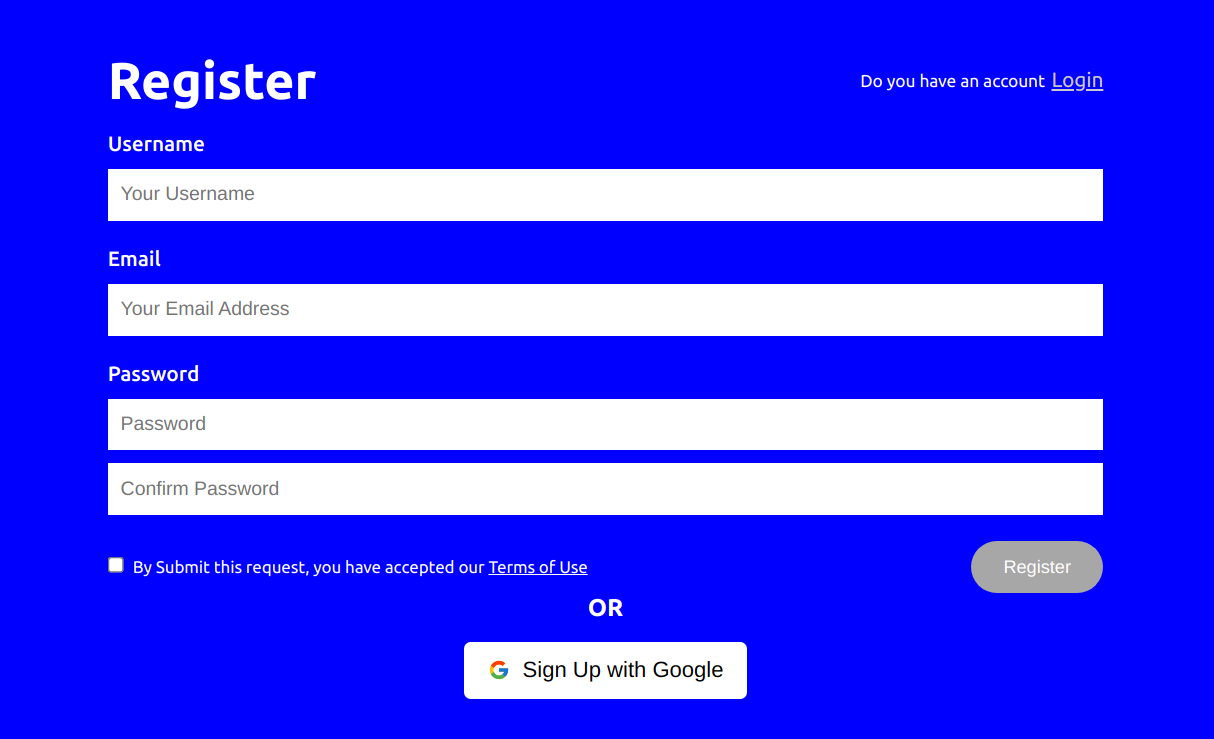 Register
Do you have an account Login
Username
Your Username
Email
Your Email Address
Password
Password
Confirm Password
By Submit this request, you have accepted our Terms of Use
Register
OR
Sign Up with Google